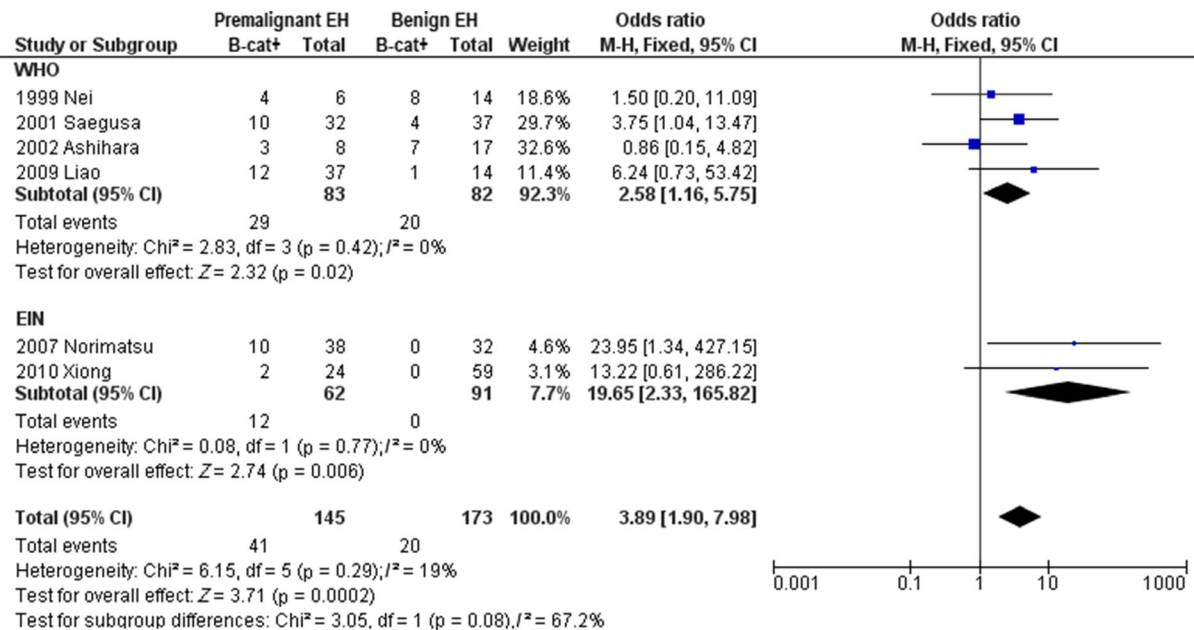 Premalignant EH Benign EH Odds ratio Odds ratio
Study or Subgroup B-cat+ Total B-cat+ Total Weight M-H, Fixed, 95% CI M-H, Fixed, 95% CI
WHO
1999 Nei 4 6 8 14 18.6% 1.50 [0.20, 11.09]
2001 Saegusa 10 32 4 37 29.7% 3.75 [1.04, 13.47]
2002 Ashihara 3 8 7 17 32.6% 0.86 [0.15, 4.82]
2009 Liao 12 37 1 14 11.4% 6.24 [0.73, 53.42]
Subtotal (95% CI) 83 82 92.3% 2.58 [1.16, 5.75]
Total events 29 20
Heterogeneity: Chi² = 2.83, df = 3 (p = 0.42); I² = 0%
Test for overall effect: Z = 2.32 (p = 0.02)
EIN
2007 Norimatsu 10 38 0 32 4.6% 23.95 [1.34, 427.15]
2010 Xiong 2 24 0 59 3.1% 13.22 [0.61, 286.22]
Subtotal (95% CI) 62 91 7.7% 19.65 [2.33, 165.82]
Total events 12 0
Heterogeneity: Chi² = 0.08, df = 1 (p = 0.77); I² = 0%
Test for overall effect: Z = 2.74 (p = 0.006)
Total (95% CI) 145 173 100.0% 3.89 [1.90, 7.98]
Total events 41 20
Heterogeneity: Chi² = 6.15, df = 5 (p = 0.29); I² = 19%
Test for overall effect: Z = 3.71 (p = 0.0002)
Test for subgroup differences: Chi² = 3.05, df = 1 (p = 0.08), I² = 67.2%
0.001 0.1 1 10 1000